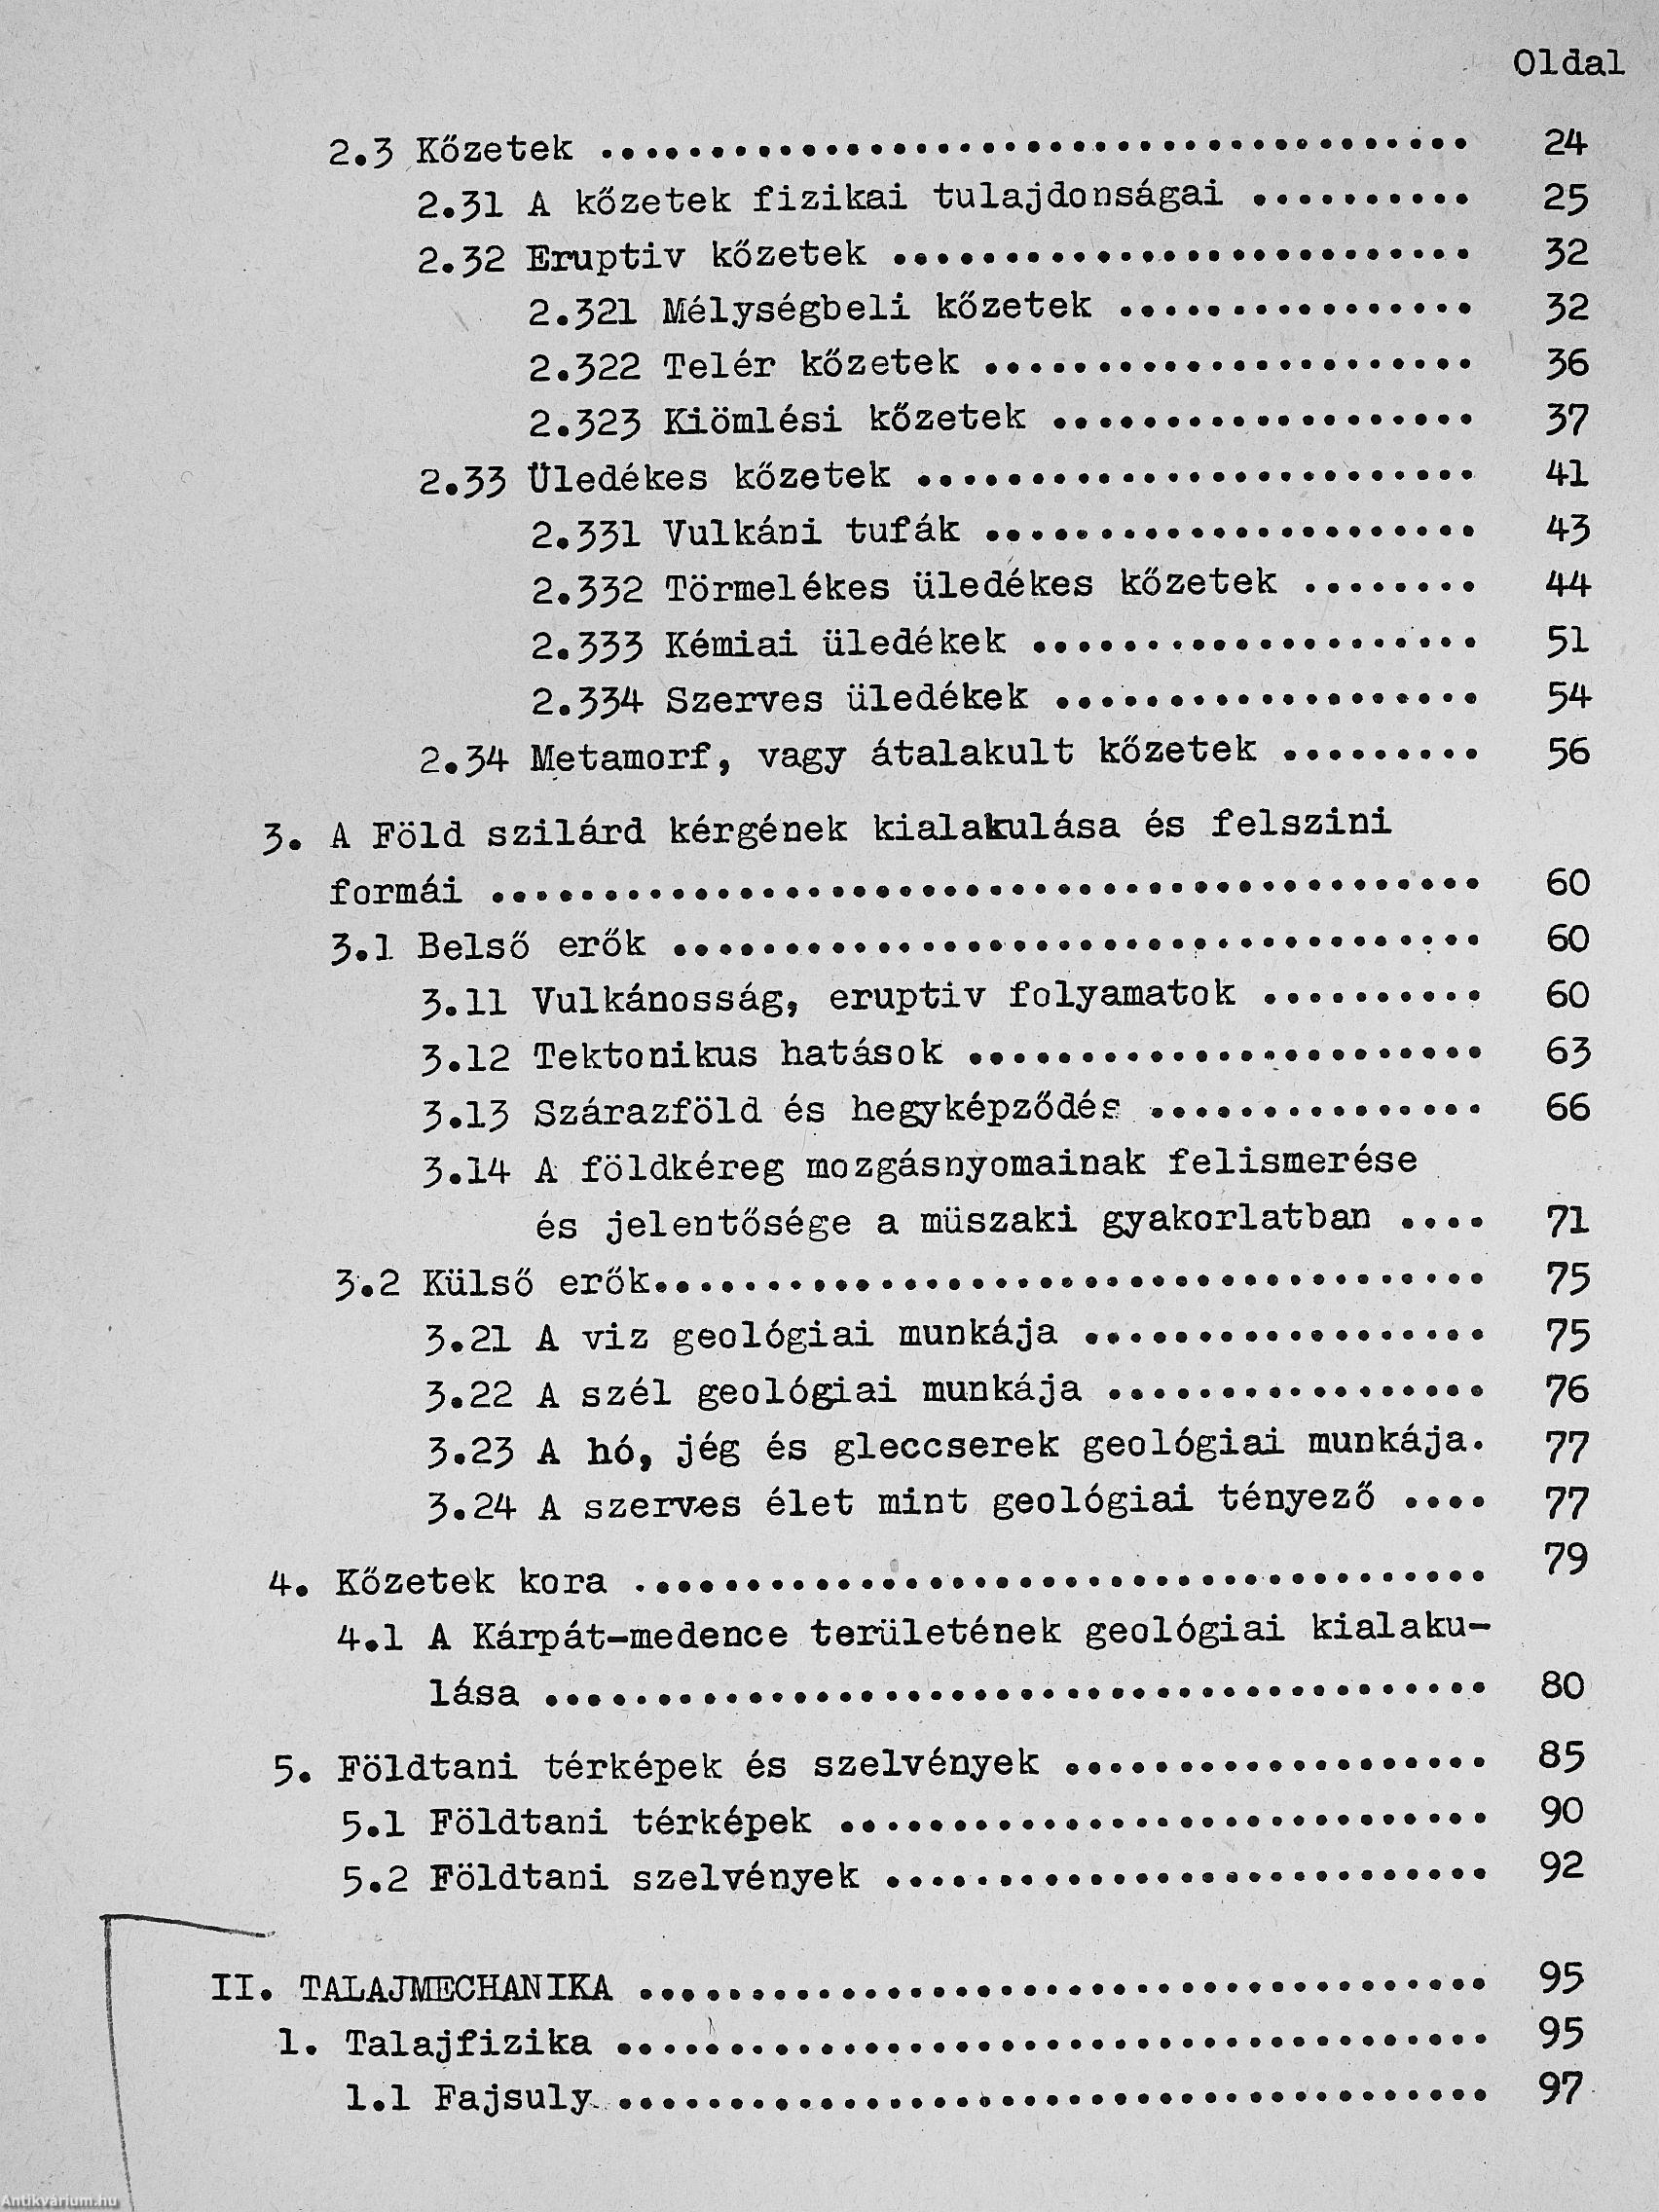 Oldal
2.3 Kőzetek ...................................... 24
2.31 A kőzetek fizikai tulajdonságai .......... 25
2.32 Eruptiv kőzetek .......................... 32
2.321 Mélységbeli kőzetek ................ 32
2.322 Telér kőzetek ...................... 36
2.323 Kiömlési kőzetek ................... 37
2.33 Üledékes kőzetek ......................... 41
2.331 Vulkáni tufák ...................... 43
2.332 Törmelékes üledékes kőzetek ........ 44
2.333 Kémiai üledékek .................... 51
2.334 Szerves üledékek ................... 54
2.34 Metamorf, vagy átalakult kőzetek ......... 56
3. A Föld szilárd kérgének kialakulása és felszini
formái ............................................ 60
3.1 Belső erők .................................... 60
3.11 Vulkánosság, eruptiv folyamatok .......... 60
3.12 Tektonikus hatások ....................... 63
3.13 Szárazföld és hegyképződés ............... 66
3.14 A földkéreg mozgásnyomainak felismerése
és jelentősége a müszaki gyakorlatban .... 71
3.2 Külső erők..................................... 75
3.21 A viz geológiai munkája .................. 75
3.22 A szél geológiai munkája ................. 76
3.23 A hó, jég és gleccserek geológiai munkája. 77
3.24 A szerves élet mint geológiai tényező .... 77
4. Kőzetek kora ...................................... 79
4.1 A Kárpát-medence területének geológiai kialaku-
lása .......................................... 80
5. Földtani térképek és szelvények ................... 85
5.1 Földtani térképek ............................. 90
5.2 Földtani szelvények ........................... 92
II. TALAJMECHANIKA ...................................... 95
1. Talajfizika ....................................... 95
1.1 Fajsuly ....................................... 97
Antikvarium.hu